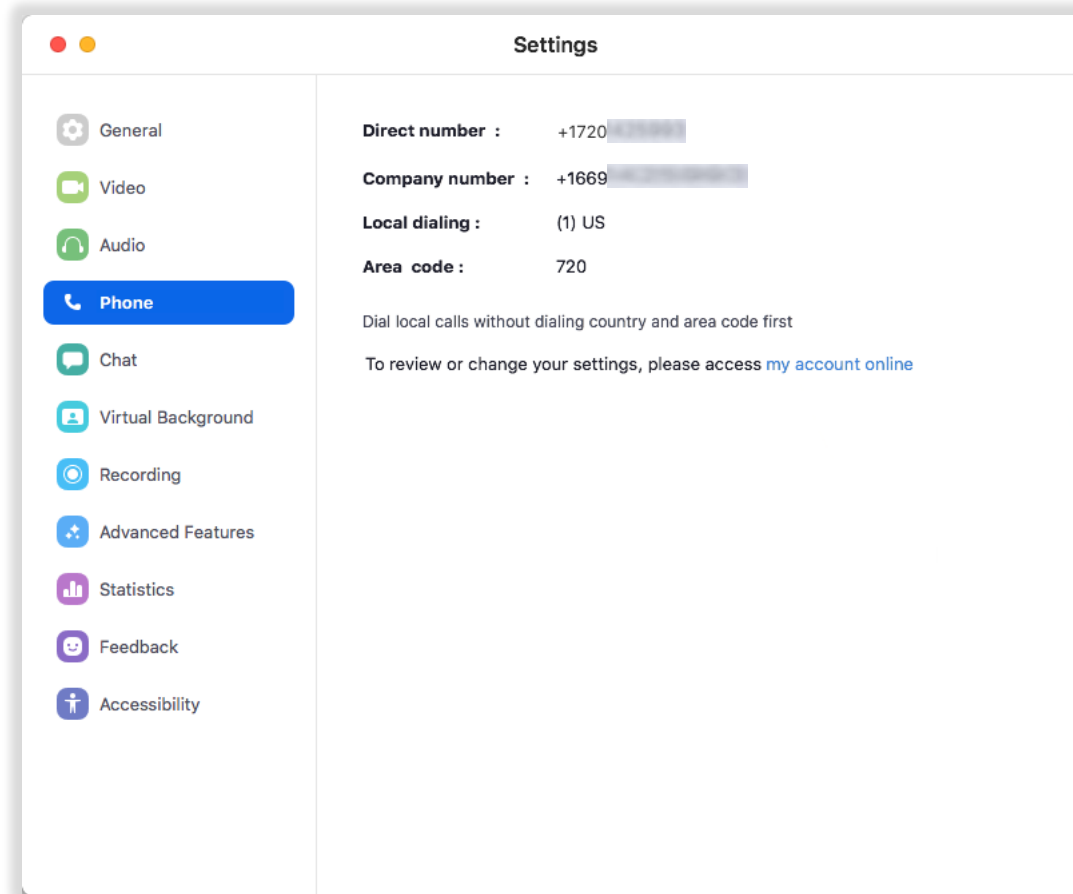 Settings
General
Video
Audio
Phone
Chat
Virtual Background
Recording
Advanced Features
Statistics
Feedback
Accessibility
Direct number : +1720
Company number : +1669
Local dialing : (1) US
Area code : 720
Dial local calls without dialing country and area code first
To review or change your settings, please access my account online